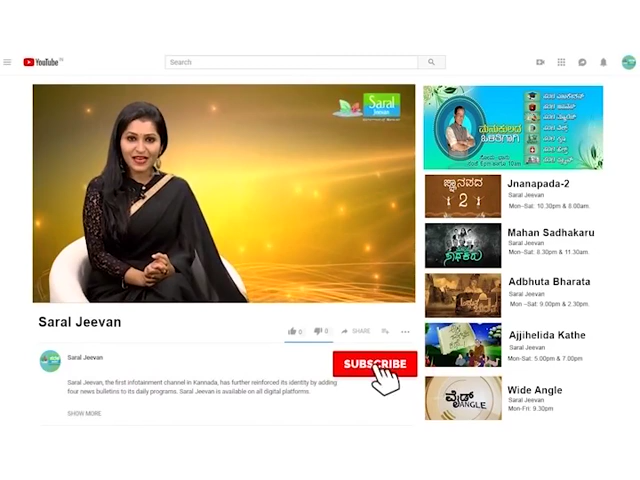 YouTube IN
Search
Saral
Jeevan
Saral Jeevan
0
0
SHARE
Saral Jeevan
SUBSCRIBE
Saral Jeevan, the first infotainment channel in Kannada, has further reinforced its identity by adding
four news bulletins to its daily programs. Saral Jeevan is available on all digital platforms.
SHOW MORE
ಮನುಕುಲದ
ಒಳಿತಿಗಾಗಿ
ಜ್ಞಾನಪದ
2
Jnanapada-2
Saral Jeevan
Mon-Sat: 10.30pm & 8.00am.
ಸಾಧಕರು
Mahan Sadhakaru
Saral Jeevan
Mon-Sat: 8.30pm & 11.30am.
Adbhuta Bharata
Saral Jeevan
Mon –Sat: 9.00pm & 2.30pm.
Ajjihelida Kathe
Saral Jeevan
Mon-Sat: 5.00pm & 7.00pm
ವೈಡ್
ANGLE
Wide Angle
Saral Jeevan
Mon-Fri: 9.30pm